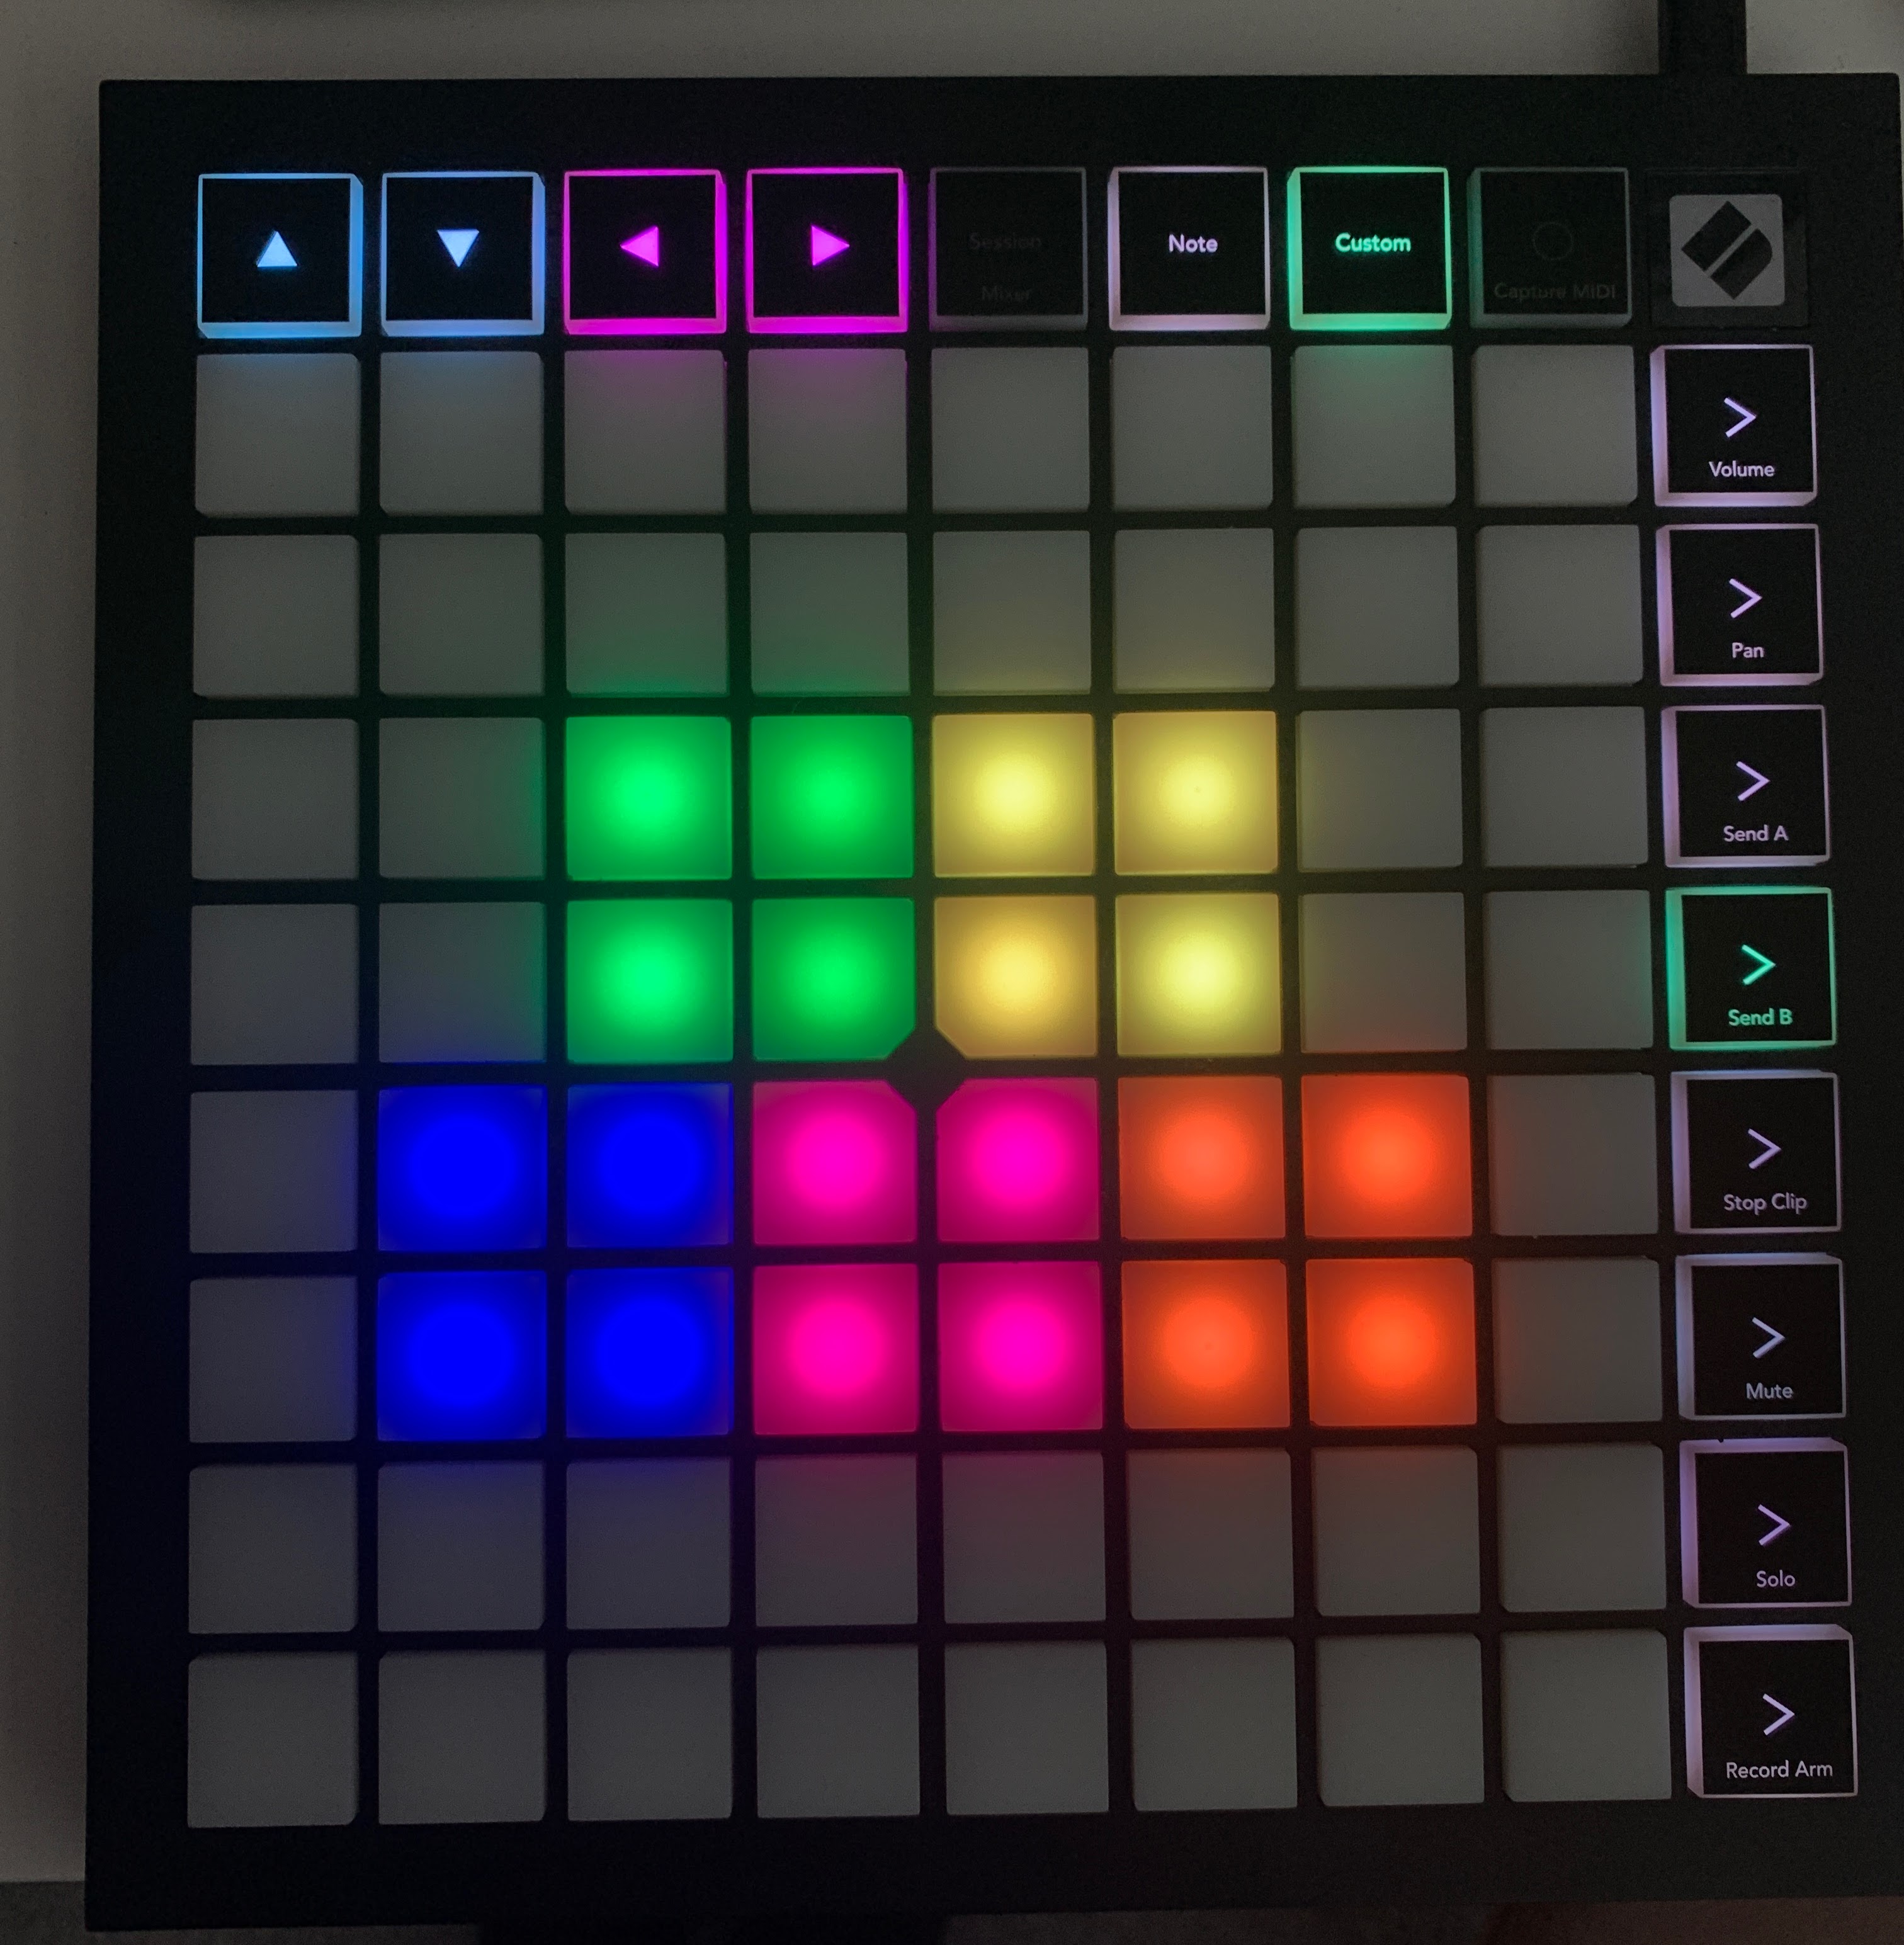 Session
Mixer
Note
Custom
Capture MIDI
Volume
Pan
Send A
Send B
Stop Clip
Mute
Solo
Record Arm